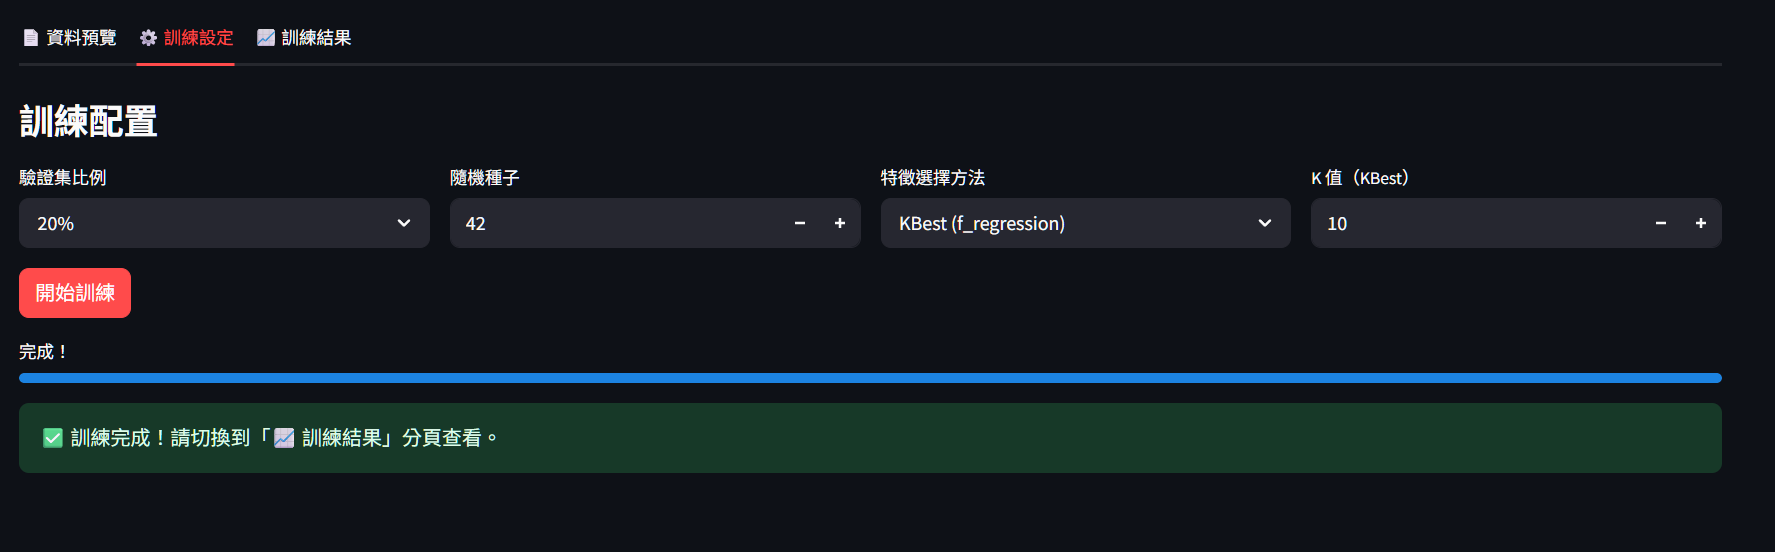 資料預覽 訓練設定 訓練結果
訓練配置
驗證集比例 隨機種子 特徵選擇方法 K 值（KBest）
20% 42 − + KBest (f_regression) 10 − +
開始訓練
完成！
訓練完成！請切換到「📈 訓練結果」分頁查看。